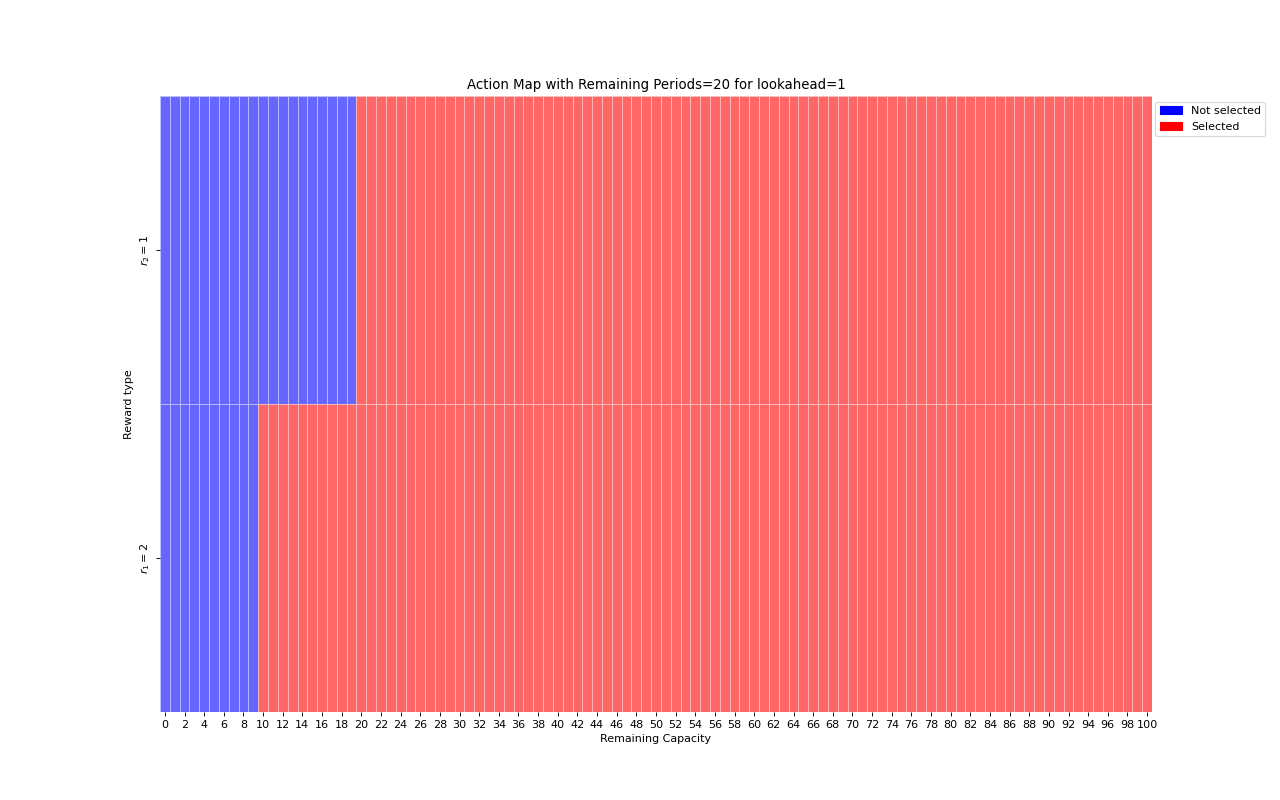 Action Map with Remaining Periods=20 for lookahead=1
Not selected
Selected
r₂ = 1
Reward type
r₁ = 2
0 2 4 6 8 10 12 14 16 18 20 22 24 26 28 30 32 34 36 38 40 42 44 46 48 50 52 54 56 58 60 62 64 66 68 70 72 74 76 78 80 82 84 86 88 90 92 94 96 98 100
Remaining Capacity